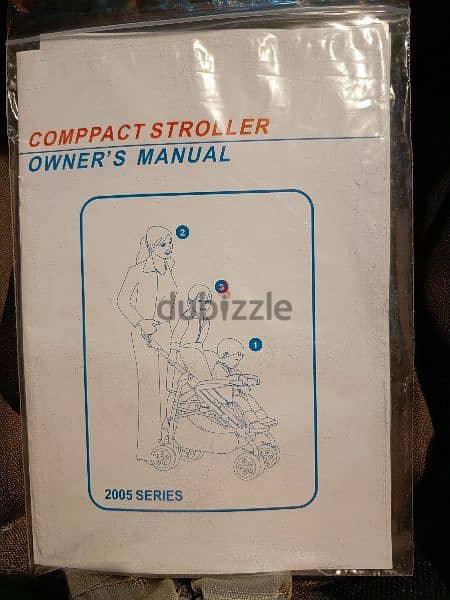 COMPPACT STROLLER
OWNER'S MANUAL
2
3
dubizzle
1
2005 SERIES